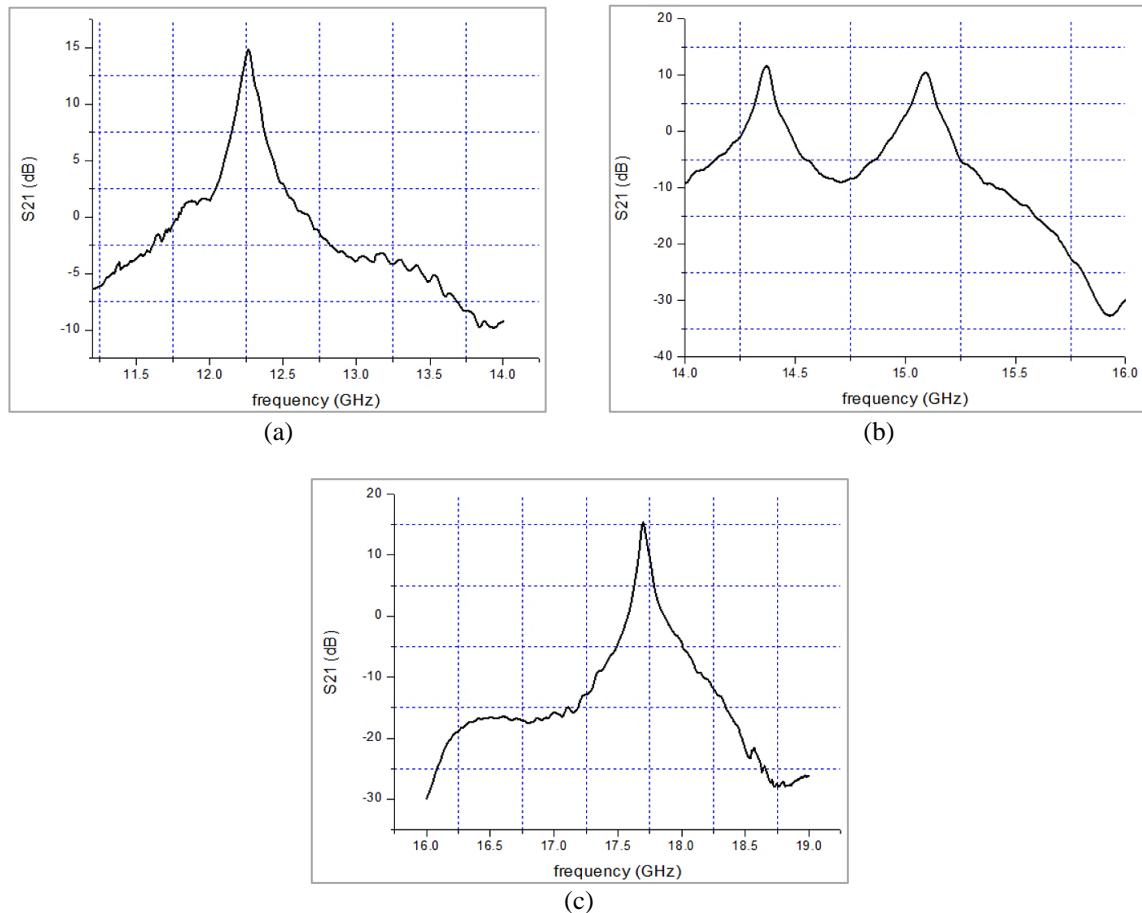 15
10
5
0
-5
-10
S21 (dB)
11.5 12.0 12.5 13.0 13.5 14.0
frequency (GHz)
(a)
20
10
0
-10
-20
-30
-40
S21 (dB)
14.0 14.5 15.0 15.5 16.0
frequency (GHz)
(b)
20
10
0
-10
-20
-30
S21 (dB)
16.0 16.5 17.0 17.5 18.0 18.5 19.0
frequency (GHz)
(c)